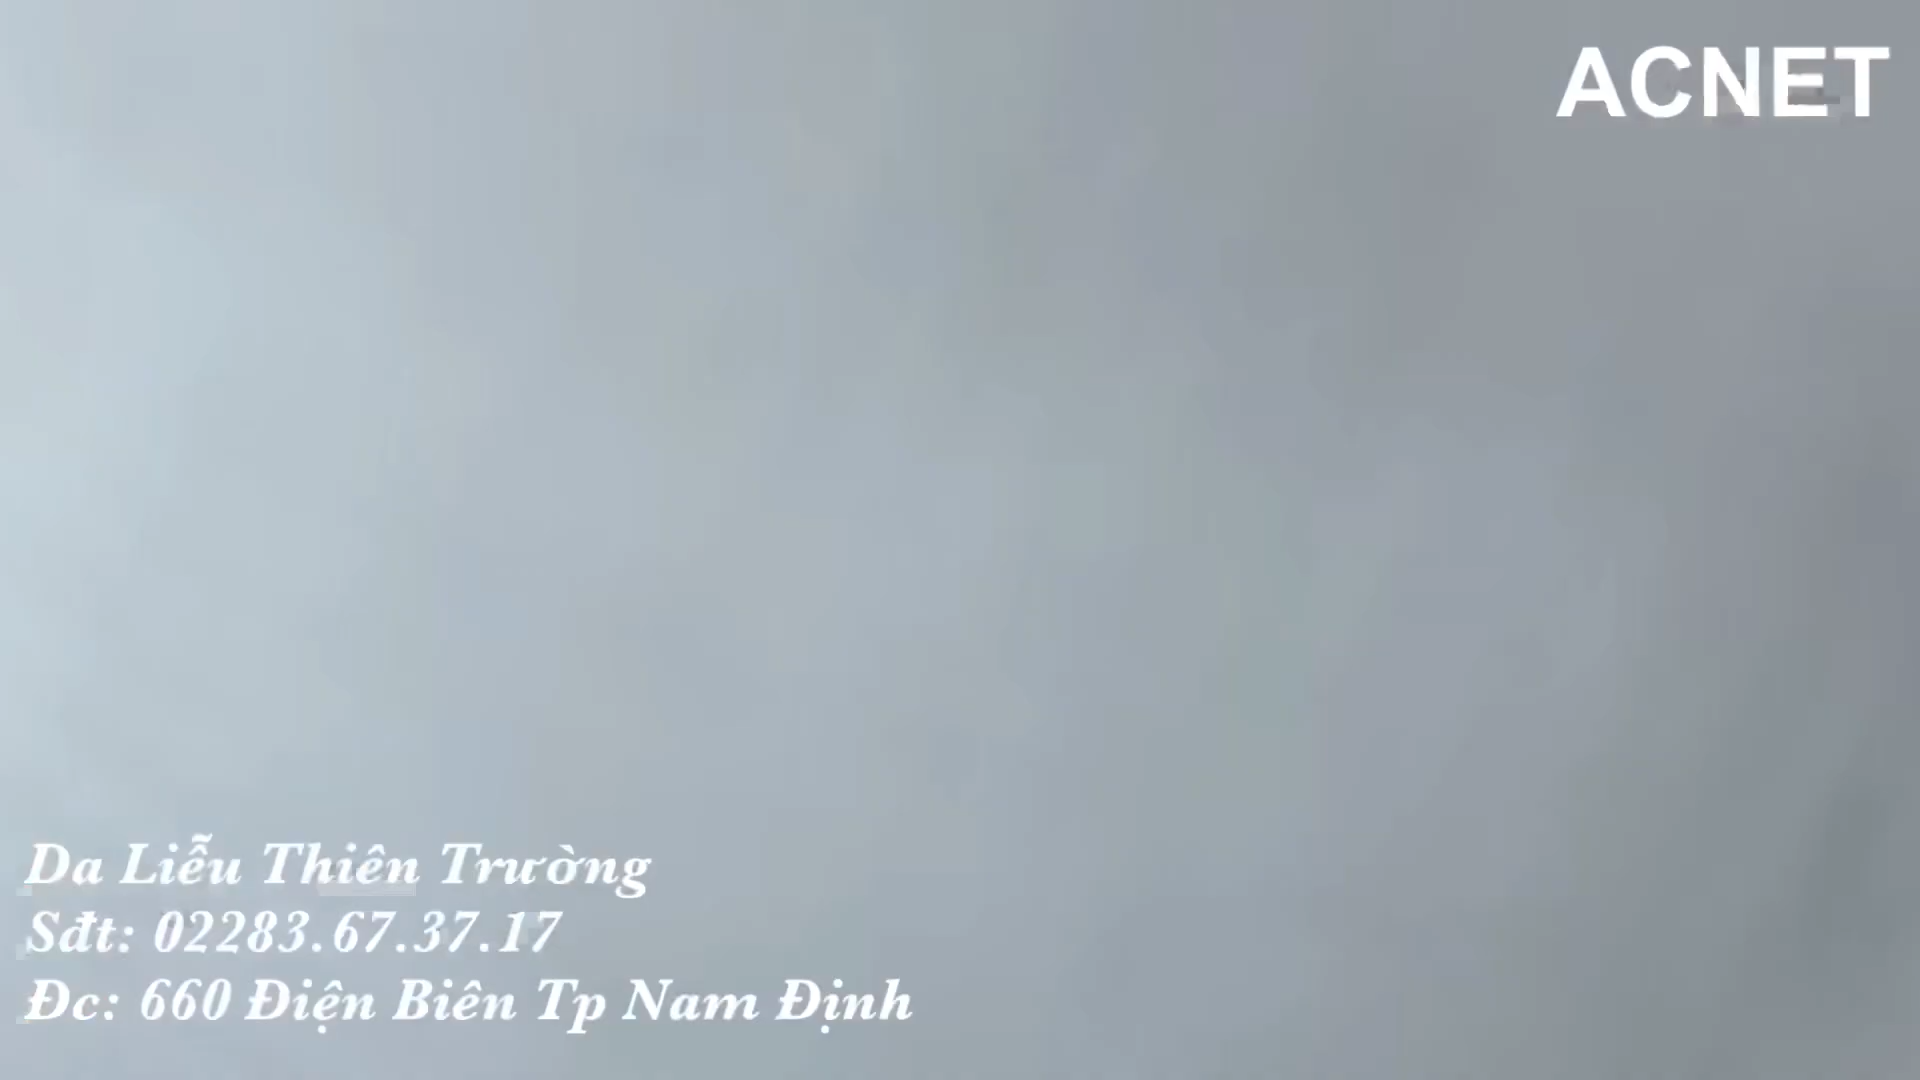 ACNET
Da Liễu Thiên Trường
Sđt: 02283.67.37.17
Đc: 660 Điện Biên Tp Nam Định